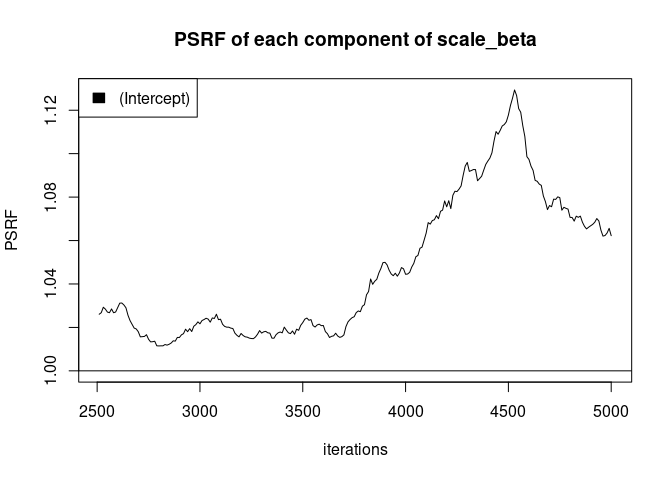 PSRF of each component of scale_beta
(Intercept)
PSRF
1.12
1.08
1.04
1.00
2500 3000 3500 4000 4500 5000
iterations